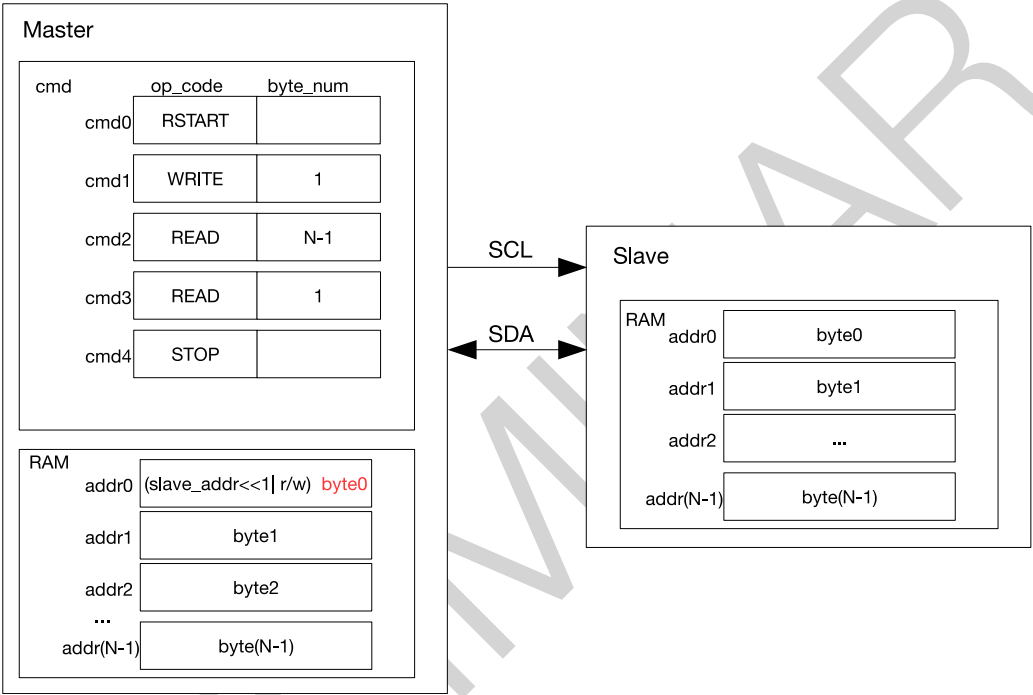 Master
cmd op_code byte_num
cmd0 RSTART
cmd1 WRITE 1
cmd2 READ N-1
cmd3 READ 1
cmd4 STOP
RAM
addr0 (slave_addr<<1| r/w) byte0
addr1 byte1
addr2 byte2
...
addr(N-1) byte(N-1)
SCL
SDA
Slave
RAM
addr0 byte0
addr1 byte1
addr2 ...
addr(N-1) byte(N-1)